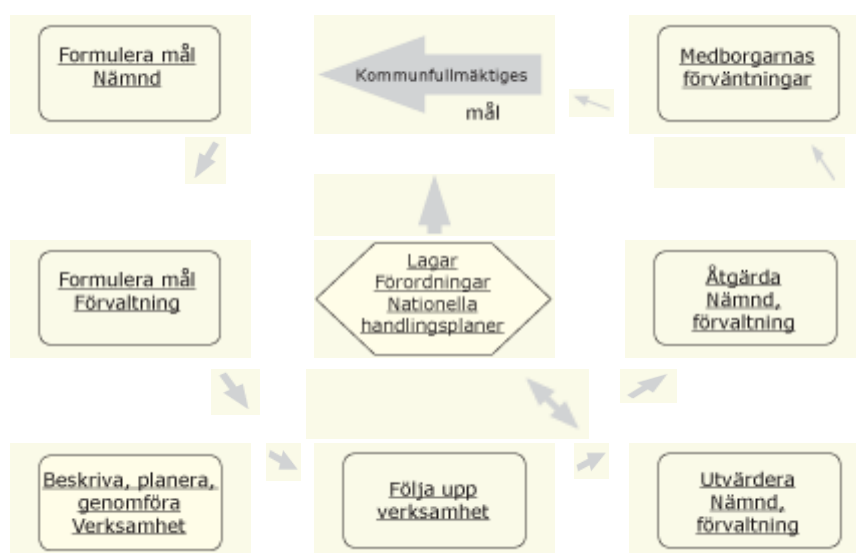 Formulera mål
Nämnd
Kommunfullmäktiges
mål
Medborgarnas
förväntningar
Formulera mål
Förvaltning
Lagar
Förordningar
Nationella
handlingsplaner
Åtgärda
Nämnd,
förvaltning
Beskriva, planera,
genomföra
Verksamhet
Följa upp
verksamhet
Utvärdera
Nämnd,
förvaltning